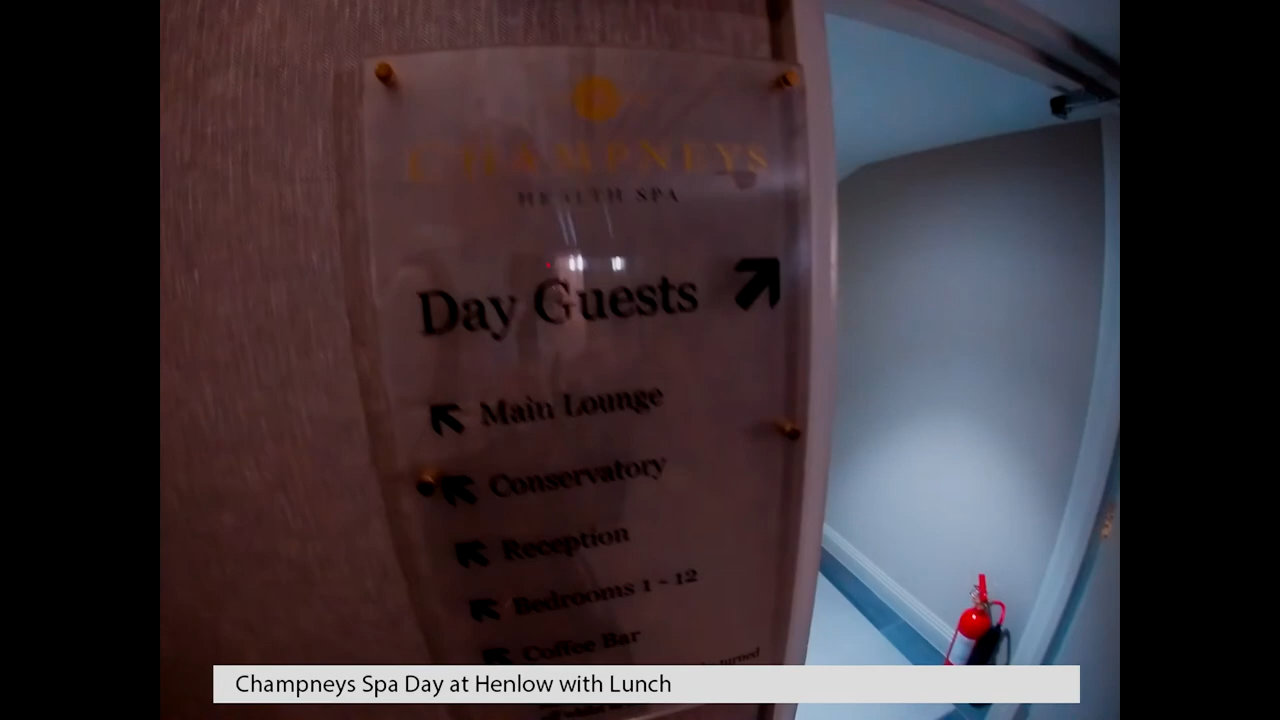 CHAMPNEYS
HEALTH SPA
Day Guests
Main Lounge
Conservatory
Reception
Bedrooms 1 - 12
Coffee Bar
Champneys Spa Day at Henlow with Lunch